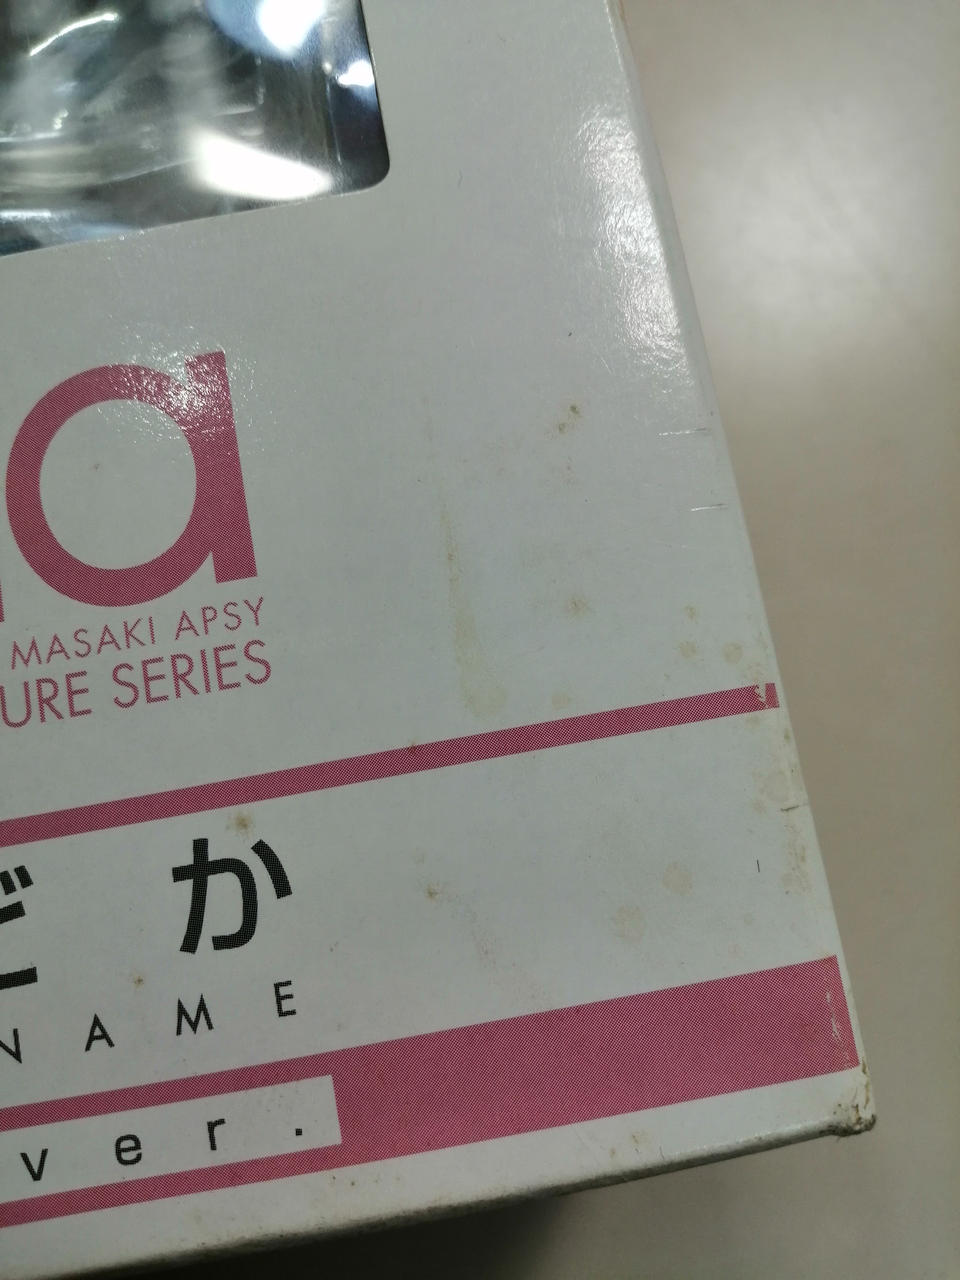 a
MASAKI APSY
URE SERIES
どか
NAME
ver.